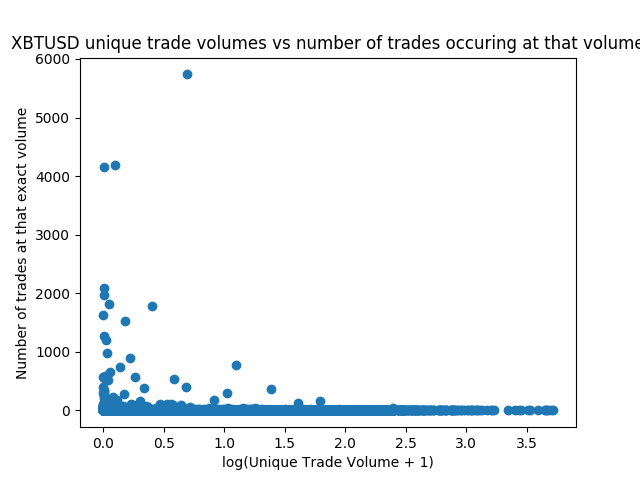 XBTUSD unique trade volumes vs number of trades occuring at that volume
6000
5000
4000
3000
2000
1000
0
Number of trades at that exact volume
0.0 0.5 1.0 1.5 2.0 2.5 3.0 3.5
log(Unique Trade Volume + 1)